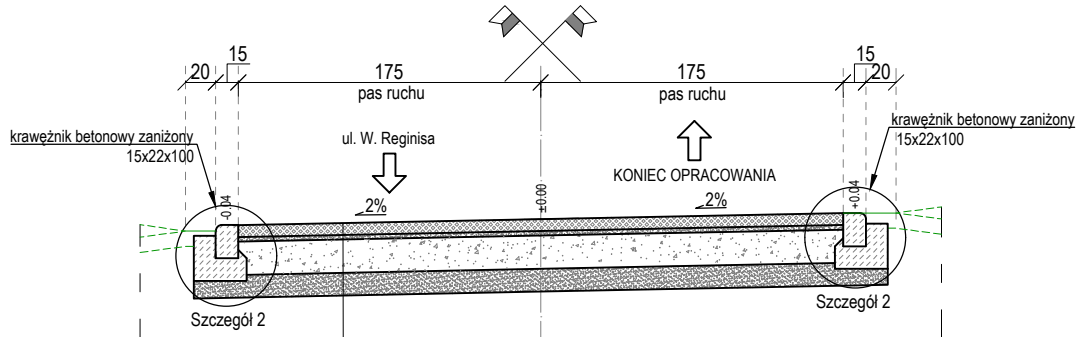 15
20
175
pas ruchu
175
pas ruchu
15
20
krawężnik betonowy zaniżony
15x22x100
krawężnik betonowy zaniżony
15x22x100
ul. W. Reginisa
KONIEC OPRACOWANIA
-0.04
2%
±0.00
2%
+0.04
Szczegół 2
Szczegół 2